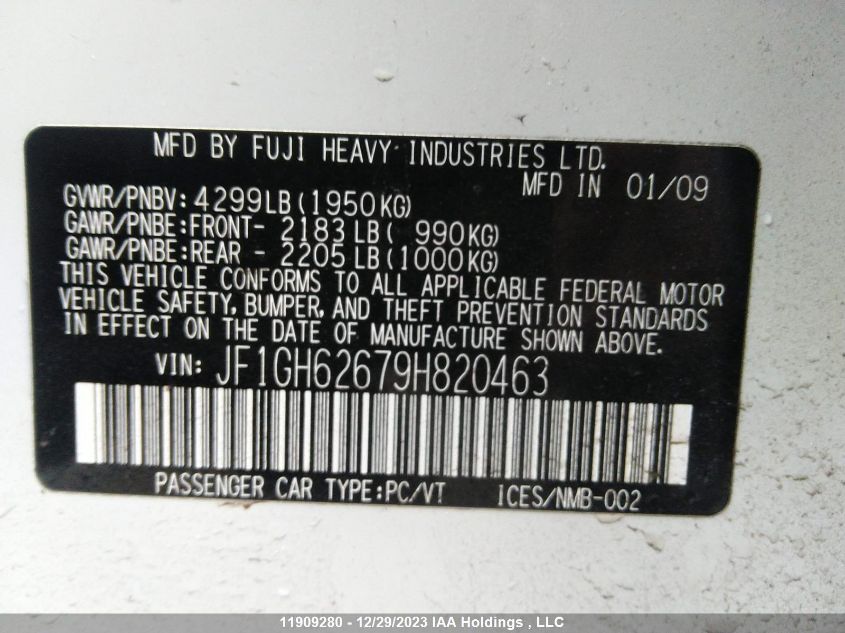 MFD BY FUJI HEAVY INDUSTRIES LTD.
MFD IN 01/09
GVWR/PNBV: 4299LB(1950KG)
GAWR/PNBE:FRONT- 2183LB( 990KG)
GAWR/PNBE:REAR - 2205LB(1000KG)
THIS VEHICLE CONFORMS TO ALL APPLICABLE FEDERAL MOTOR
VEHICLE SAFETY, BUMPER, AND THEFT PREVENTION STANDARDS
IN EFFECT ON THE DATE OF MANUFACTURE SHOWN ABOVE.
VIN: JF1GH62679H820463
PASSENGER CAR TYPE:PC/VT ICES/NMB-002
11909280 - 12/29/2023 IAA Holdings , LLC